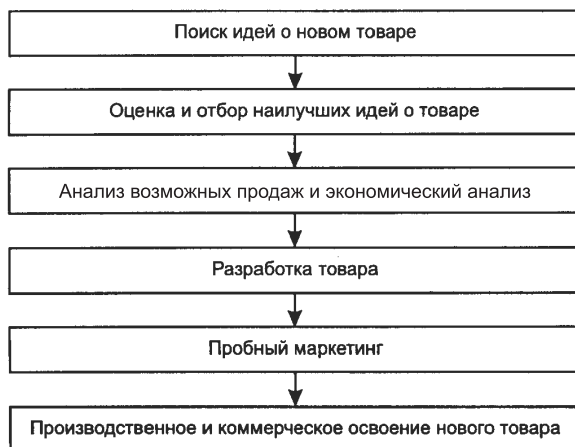 Поиск идей о новом товаре
Оценка и отбор наилучших идей о товаре
Анализ возможных продаж и экономический анализ
Разработка товара
Пробный маркетинг
Производственное и коммерческое освоение нового товара